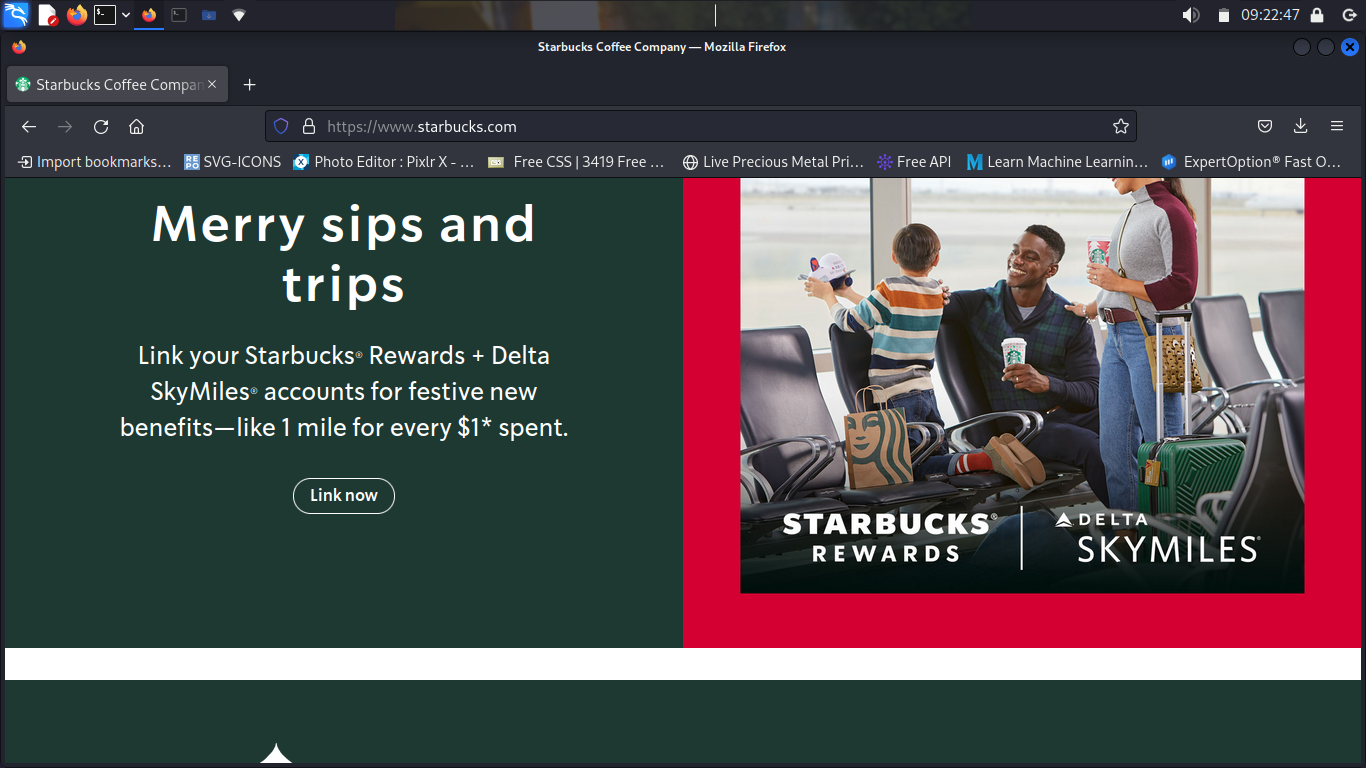 09:22:47
Starbucks Coffee Company — Mozilla Firefox
Starbucks Coffee Compan
https://www.starbucks.com
Import bookmarks… SVG-ICONS Photo Editor : Pixlr X - … Free CSS | 3419 Free … Live Precious Metal Pri… Free API Learn Machine Learnin… ExpertOption® Fast O…
Merry sips and
trips
Link your Starbucks® Rewards + Delta
SkyMiles® accounts for festive new
benefits—like 1 mile for every $1* spent.
Link now
STARBUCKS®
REWARDS
DELTA
SKYMILES®